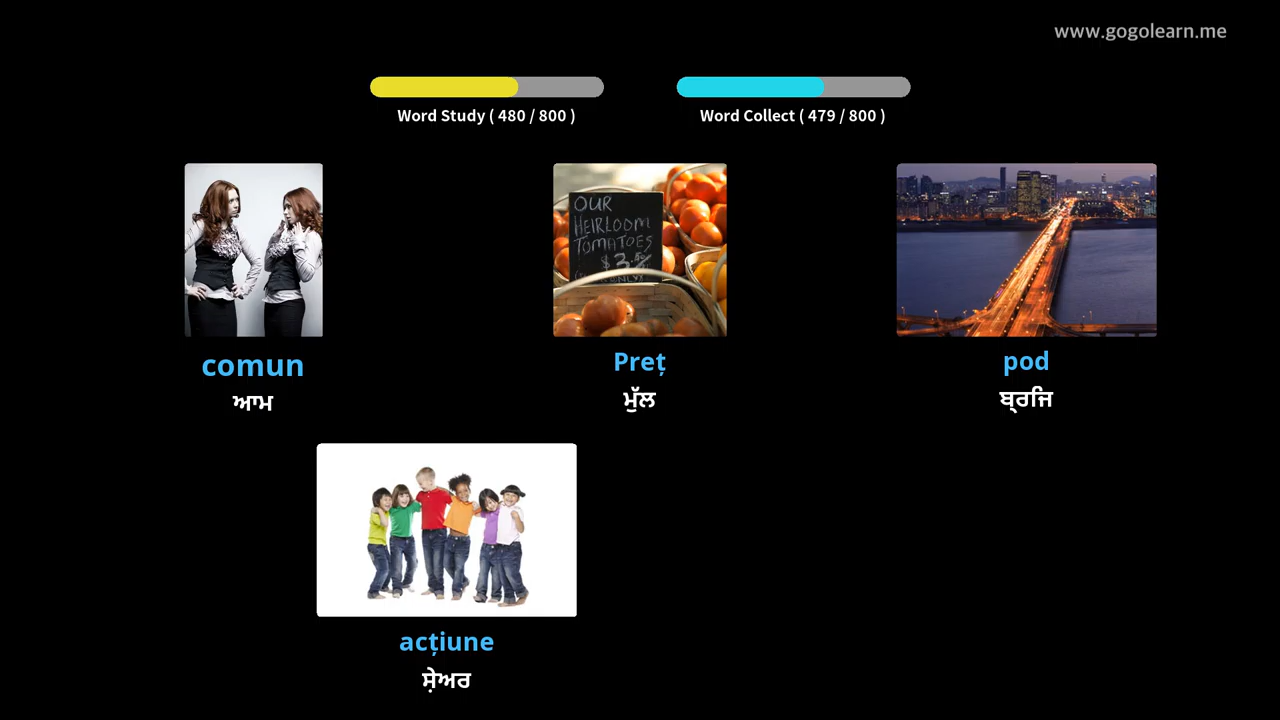 www.gogolearn.me
Word Study ( 480 / 800 )
Word Collect ( 479 / 800 )
OUR
HEIRLOOM
TOMATOES
comun
ਆਮ
Preț
ਮੁੱਲ
pod
ਬ੍ਰਜਿ
acțiune
ਸ਼ੇਅਰ